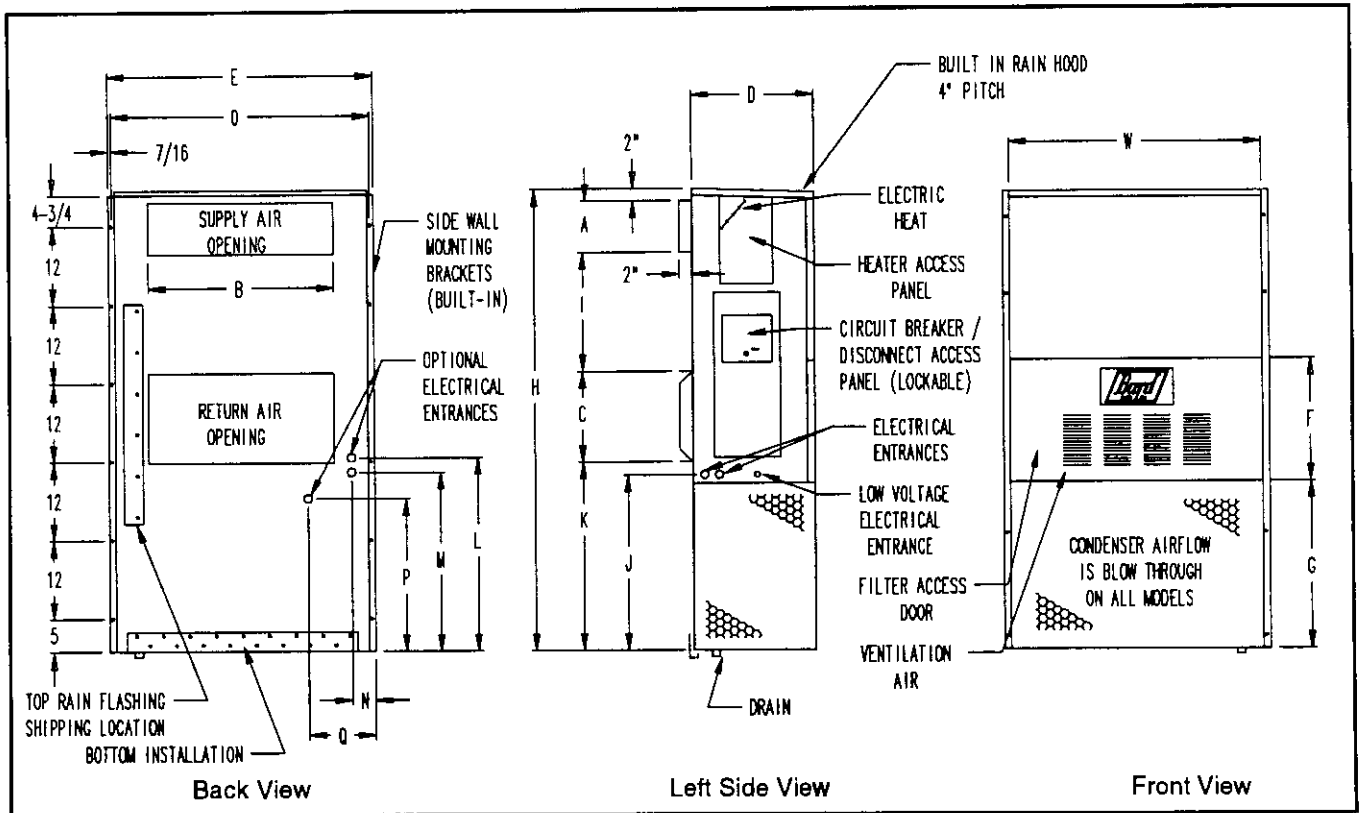 E
O
7/16
4-3/4
12
12
12
12
12
5
SUPPLY AIR
OPENING
B
SIDE WALL
MOUNTING
BRACKETS
(BUILT-IN)
OPTIONAL
ELECTRICAL
ENTRANCES
RETURN AIR
OPENING
P
M
L
N
Q
TOP RAIN FLASHING
SHIPPING LOCATION
BOTTOM INSTALLATION
Back View
D
BUILT IN RAIN HOOD
4° PITCH
2"
A
2"
H
C
K
J
ELECTRIC
HEAT
HEATER ACCESS
PANEL
CIRCUIT BREAKER /
DISCONNECT ACCESS
PANEL (LOCKABLE)
ELECTRICAL
ENTRANCES
LOW VOLTAGE
ELECTRICAL
ENTRANCE
FILTER ACCESS
DOOR
VENTILATION
AIR
DRAIN
Left Side View
W
Bard
F
G
CONDENSER AIRFLOW
IS BLOW THROUGH
ON ALL MODELS
Front View